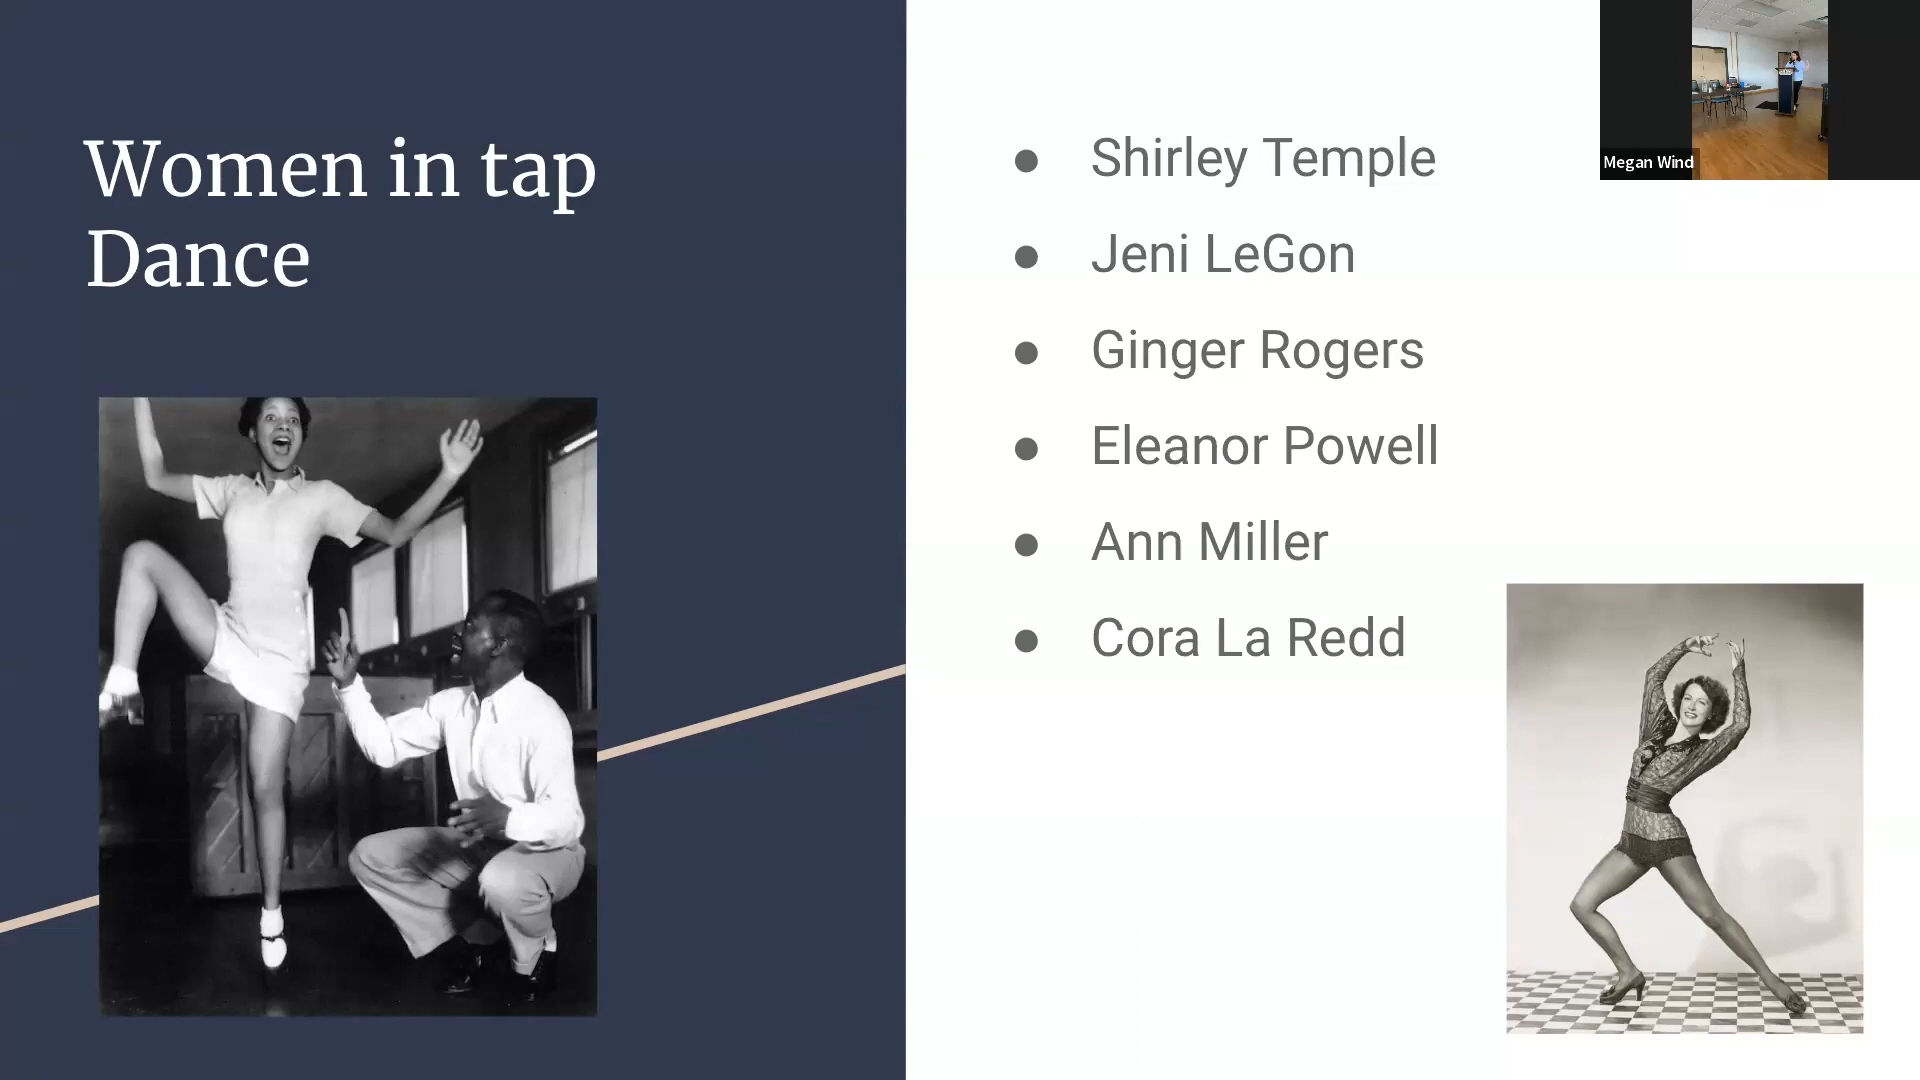 Women in tap
Dance
Shirley Temple
Jeni LeGon
Ginger Rogers
Eleanor Powell
Ann Miller
Cora La Redd
Megan Wind